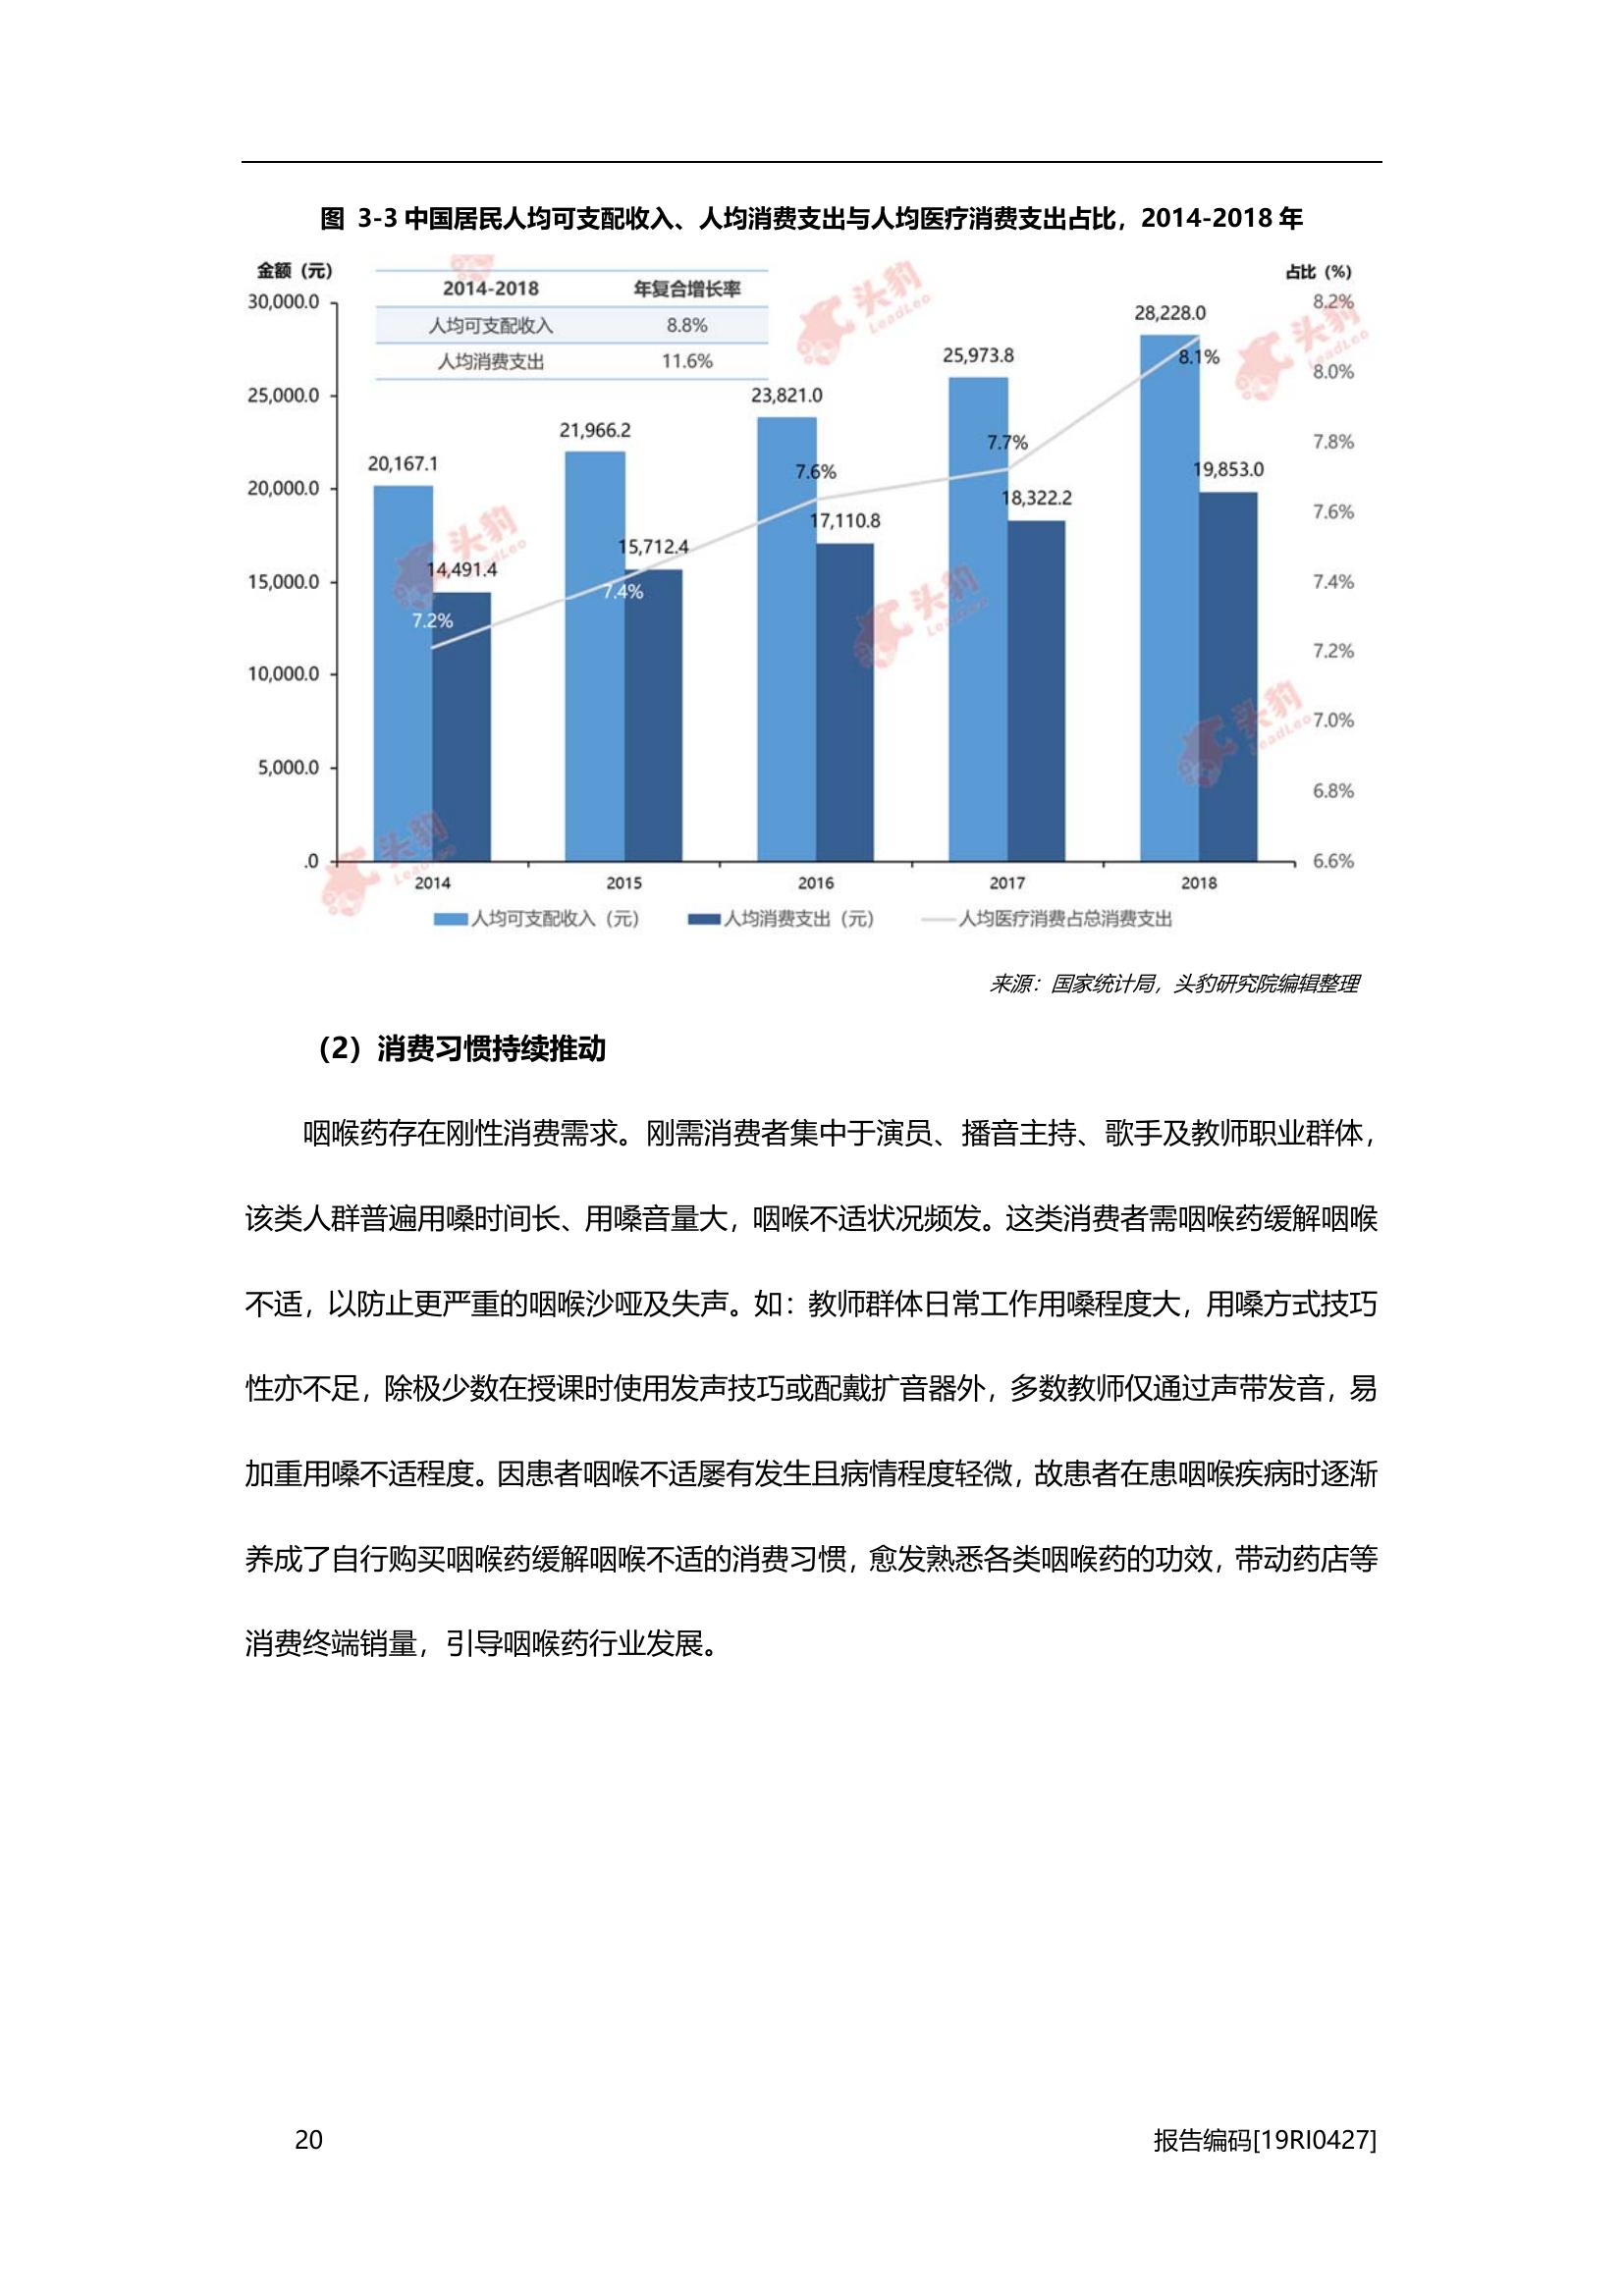 图 3-3 中国居民人均可支配收入、人均消费支出与人均医疗消费支出占比，2014-2018 年
金额（元）
占比（%）
2014-2018 年复合增长率
人均可支配收入 8.8%
人均消费支出 11.6%
30,000.0
25,000.0
20,000.0
15,000.0
10,000.0
5,000.0
.0
8.2%
8.0%
7.8%
7.6%
7.4%
7.2%
7.0%
6.8%
6.6%
20,167.1
14,491.4
7.2%
21,966.2
15,712.4
7.4%
23,821.0
7.6%
17,110.8
25,973.8
7.7%
18,322.2
28,228.0
8.1%
19,853.0
2014 2015 2016 2017 2018
人均可支配收入（元） 人均消费支出（元） 人均医疗消费占总消费支出
头豹
LeadLeo
头豹
LeadLeo
头豹
LeadLeo
头豹
LeadLeo
头豹
LeadLeo
头豹
LeadLeo
来源：国家统计局，头豹研究院编辑整理
（2）消费习惯持续推动
咽喉药存在刚性消费需求。刚需消费者集中于演员、播音主持、歌手及教师职业群体，
该类人群普遍用嗓时间长、用嗓音量大，咽喉不适状况频发。这类消费者需咽喉药缓解咽喉
不适，以防止更严重的咽喉沙哑及失声。如：教师群体日常工作用嗓程度大，用嗓方式技巧
性亦不足，除极少数在授课时使用发声技巧或配戴扩音器外，多数教师仅通过声带发音，易
加重用嗓不适程度。因患者咽喉不适屡有发生且病情程度轻微，故患者在患咽喉疾病时逐渐
养成了自行购买咽喉药缓解咽喉不适的消费习惯，愈发熟悉各类咽喉药的功效，带动药店等
消费终端销量，引导咽喉药行业发展。
20
报告编码[19RI0427]